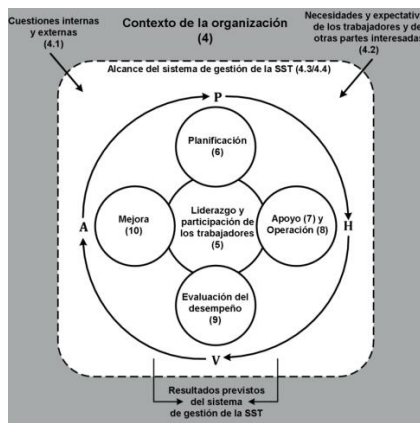 Cuestiones internas
y externas
(4.1)
Contexto de la organización
(4)
Necesidades y expectativas
de los trabajadores y de
otras partes interesadas
(4.2)
Alcance del sistema de gestión de la SST (4.3/4.4)
P
Planificación
(6)
A
Mejora
(10)
Liderazgo y
participación de
los trabajadores
(5)
Apoyo (7) y
Operación (8)
H
Evaluación del
desempeño
(9)
V
Resultados previstos
del sistema
de gestión de la SST